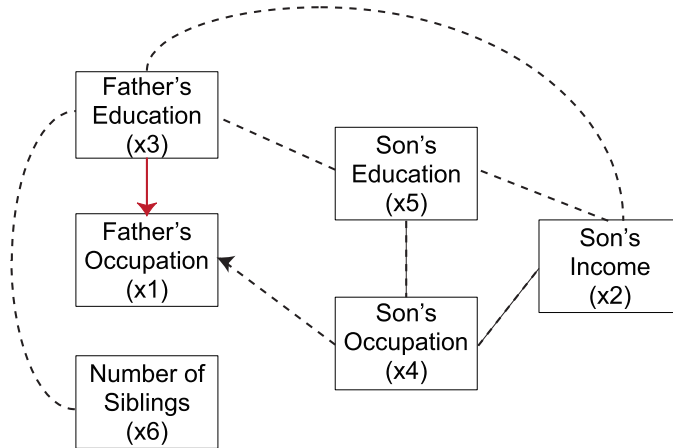 Father's
Education
(x3)
Son's
Education
(x5)
Father's
Occupation
(x1)
Son's
Income
(x2)
Son's
Occupation
(x4)
Number of
Siblings
(x6)